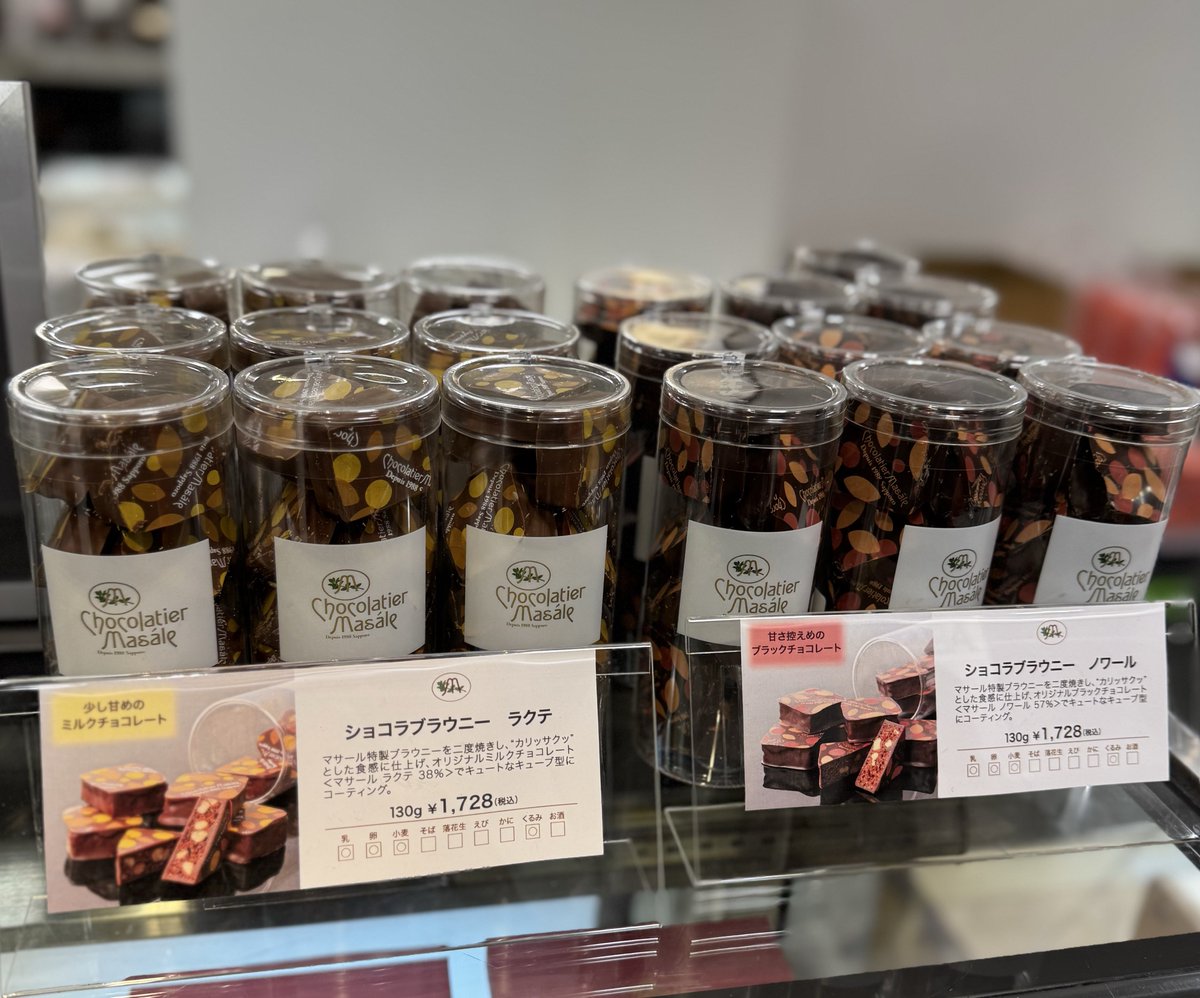 Chocolatier
Masále
Depuis 1988 Sapporo
Chocolatier
Masále
Depuis 1988 Sapporo
Chocolatier
Masále
Depuis 1988 Sapporo
Chocolatier
Masále
Chocolatier
Masále
Chocolatier
Masále
少し甘めの
ミルクチョコレート
ショコラブラウニー ラクテ
マサール特製ブラウニーを二度焼きし、“カリッサクッ”
とした食感に仕上げ、オリジナルミルクチョコレート
<マサール ラクテ 38%>でキュートなキューブ型に
コーティング。
130g ¥1,728(税込)
乳 卵 小麦 そば 落花生 えび かに くるみ お酒
甘さ控えめの
ブラックチョコレート
ショコラブラウニー ノワール
マサール特製ブラウニーを二度焼きし、“カリッサクッ”
とした食感に仕上げ、オリジナルブラックチョコレート
<マサール ノワール 57%>でキュートなキューブ型
にコーティング。
130g ¥1,728(税込)
乳 卵 小麦 そば 落花生 えび かに くるみ お酒